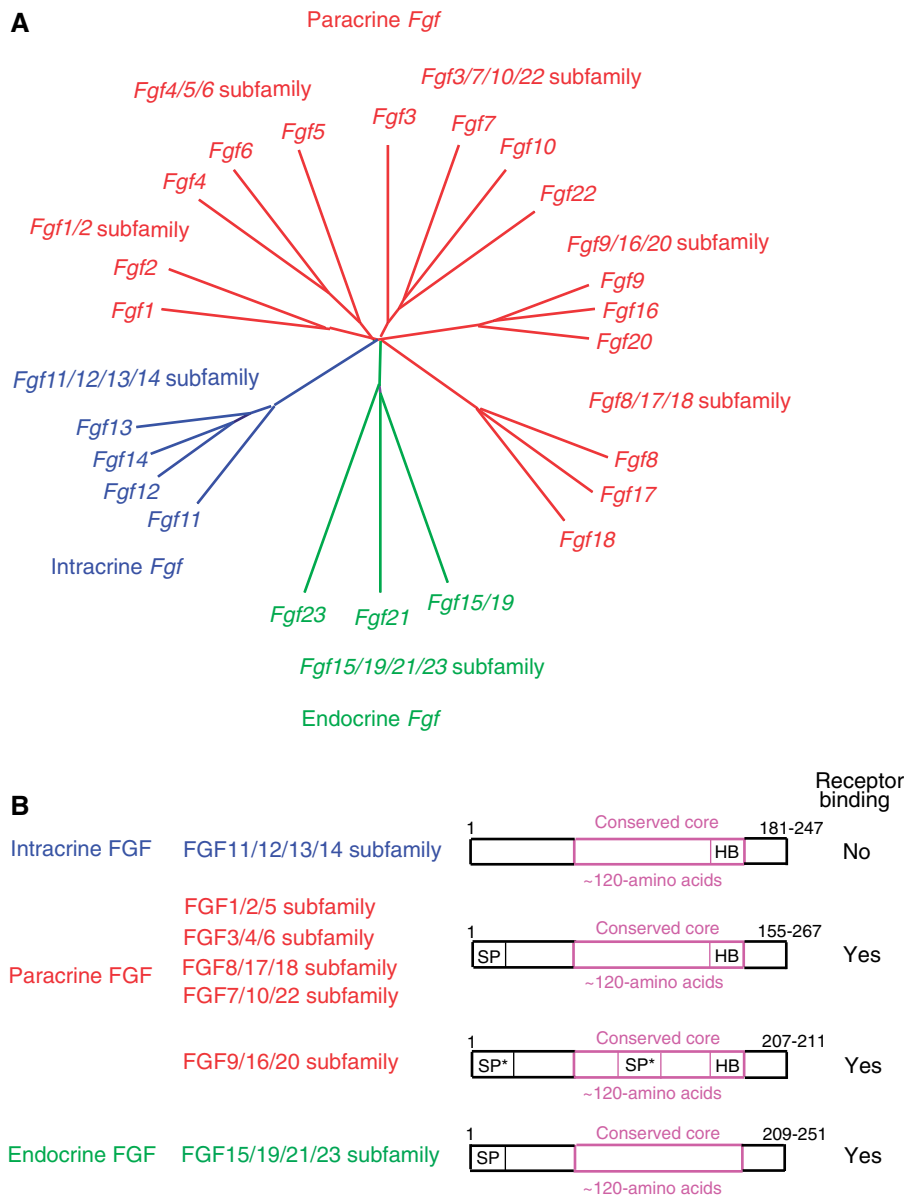 A
Paracrine Fgf
Fgf4/5/6 subfamily
Fgf3/7/10/22 subfamily
Fgf3
Fgf5
Fgf7
Fgf6
Fgf10
Fgf4
Fgf22
Fgf1/2 subfamily
Fgf9/16/20 subfamily
Fgf2
Fgf9
Fgf1
Fgf16
Fgf20
Fgf11/12/13/14 subfamily
Fgf8/17/18 subfamily
Fgf13
Fgf14
Fgf8
Fgf12
Fgf17
Fgf11
Fgf18
Intracrine Fgf
Fgf23
Fgf21
Fgf15/19
Fgf15/19/21/23 subfamily
Endocrine Fgf
B
Receptor
binding
Intracrine FGF
FGF11/12/13/14 subfamily
1
Conserved core
181-247
HB
~120-amino acids
No
Paracrine FGF
FGF1/2/5 subfamily
FGF3/4/6 subfamily
FGF8/17/18 subfamily
FGF7/10/22 subfamily
1
Conserved core
155-267
SP
HB
~120-amino acids
Yes
FGF9/16/20 subfamily
1
Conserved core
207-211
SP*
SP*
HB
~120-amino acids
Yes
Endocrine FGF
FGF15/19/21/23 subfamily
1
Conserved core
209-251
SP
~120-amino acids
Yes